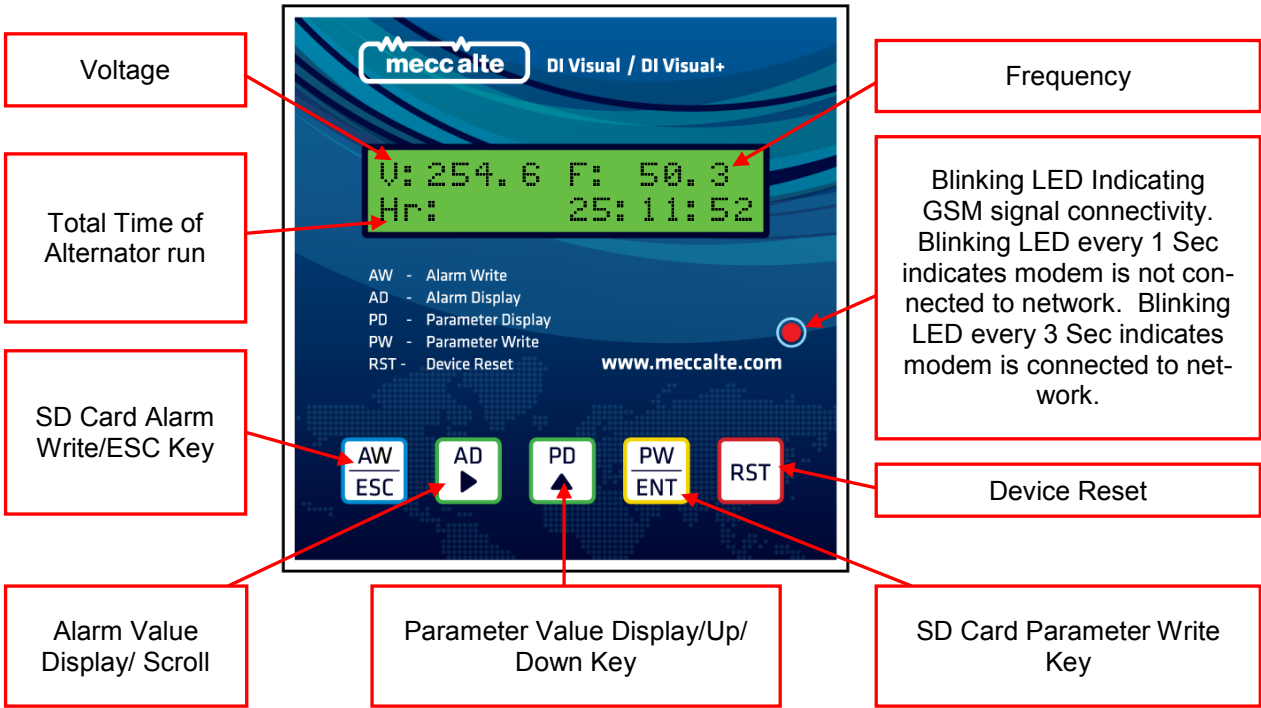 Voltage
Total Time of
Alternator run
SD Card Alarm
Write/ESC Key
Alarm Value
Display/ Scroll
mecc alte
DI Visual / DI Visual+
V:254.6 F: 50.3
Hr: 25:11:52
AW - Alarm Write
AD - Alarm Display
PD - Parameter Display
PW - Parameter Write
RST - Device Reset
www.meccalte.com
AW
ESC
AD
PD
PW
ENT
RST
Parameter Value Display/Up/
Down Key
Frequency
Blinking LED Indicating
GSM signal connectivity.
Blinking LED every 1 Sec
indicates modem is not con-
nected to network.  Blinking
LED every 3 Sec indicates
modem is connected to net-
work.
Device Reset
SD Card Parameter Write
Key